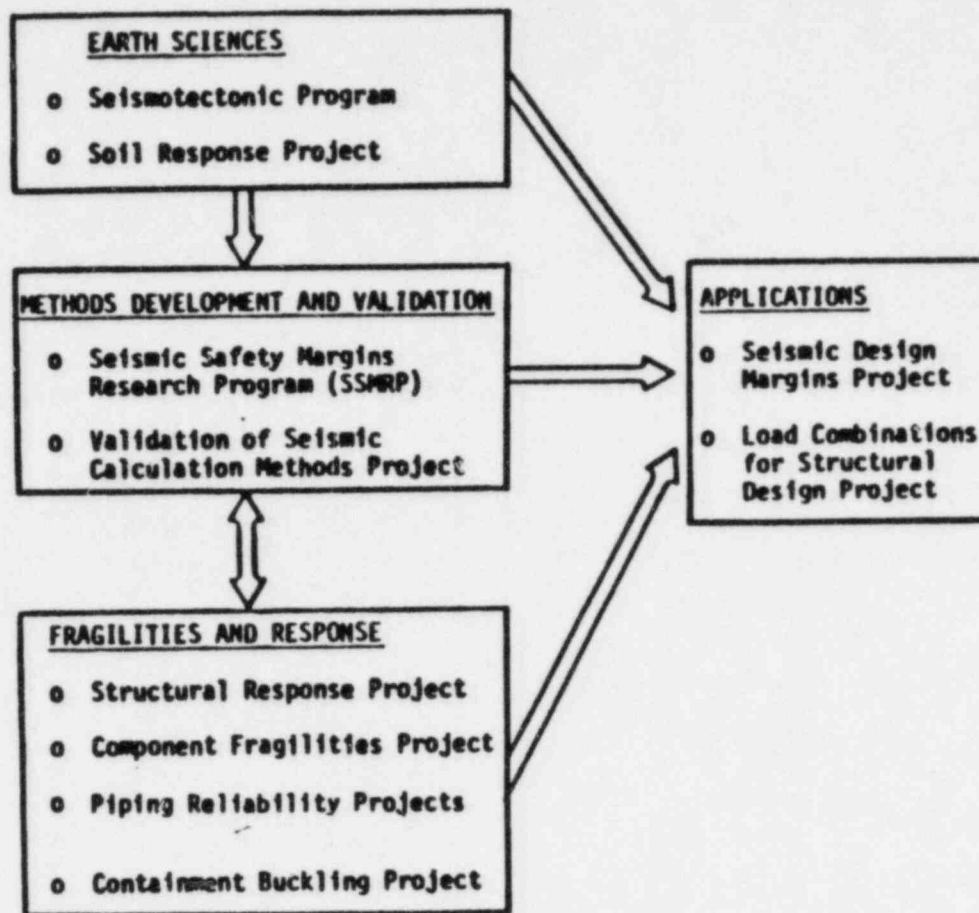 EARTH SCIENCES
o Seismotectonic Program
o Soil Response Project
METHODS DEVELOPMENT AND VALIDATION
o Seismic Safety Margins
Research Program (SSMRP)
o Validation of Seismic
Calculation Methods Project
FRAGILITIES AND RESPONSE
o Structural Response Project
o Component Fragilities Project
o Piping Reliability Projects
o Containment Buckling Project
APPLICATIONS
o Seismic Design
Margins Project
o Load Combinations
for Structural
Design Project